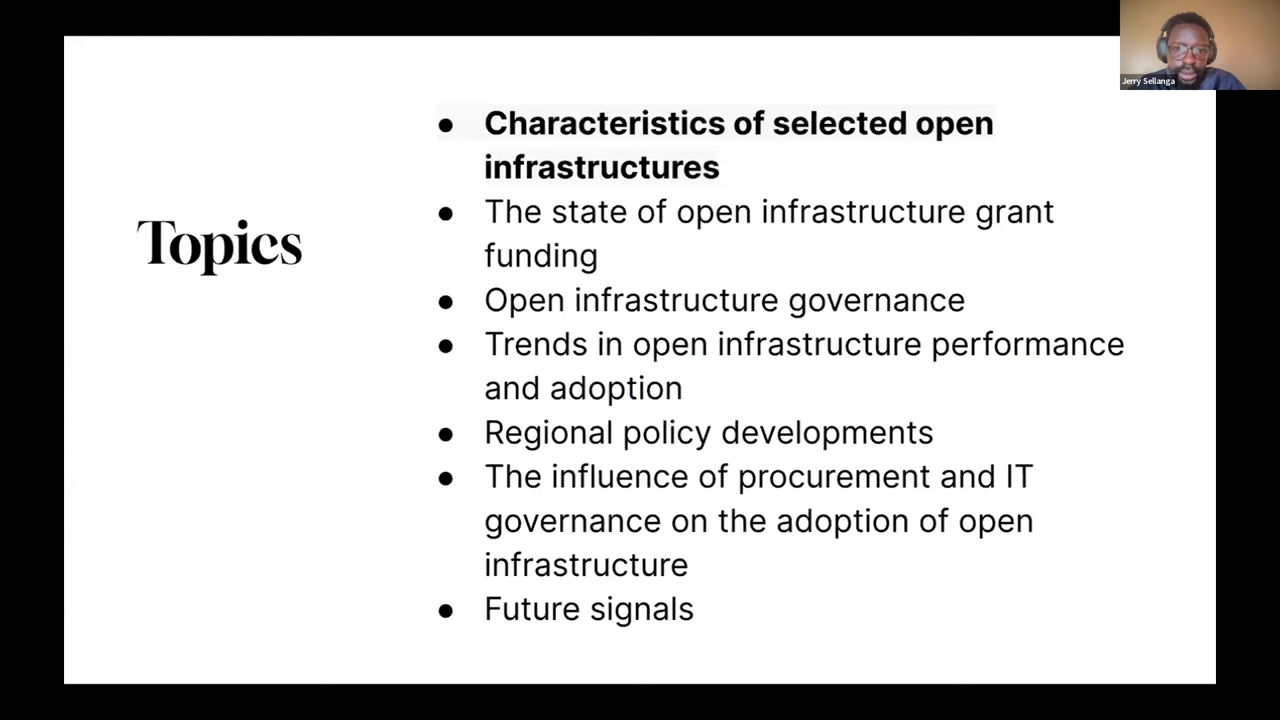 Jerry Sellanga
Topics
● Characteristics of selected open
infrastructures
● The state of open infrastructure grant
funding
● Open infrastructure governance
● Trends in open infrastructure performance
and adoption
● Regional policy developments
● The influence of procurement and IT
governance on the adoption of open
infrastructure
● Future signals